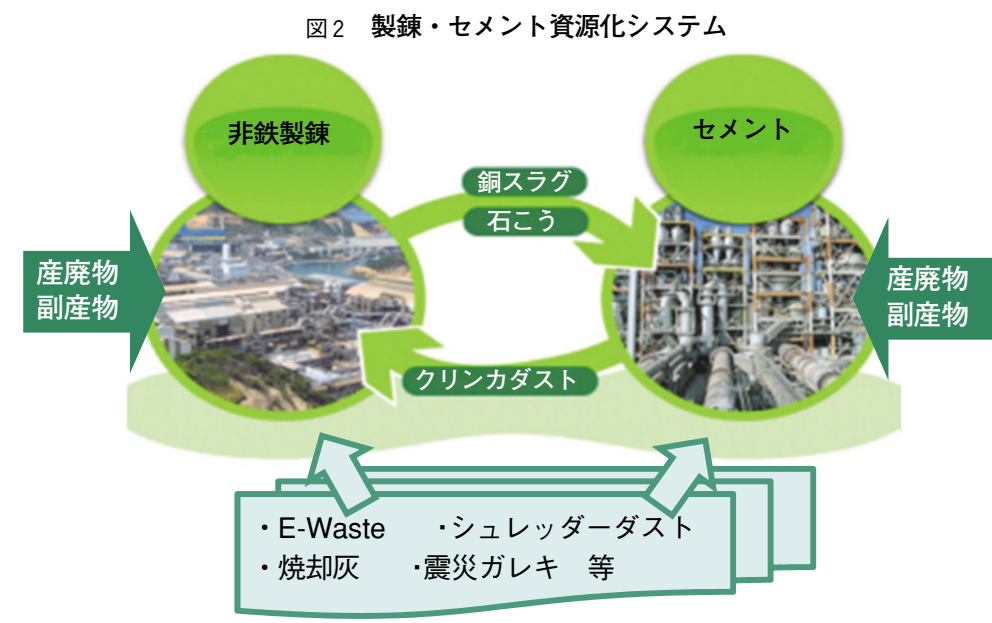 図2 製錬・セメント資源化システム
非鉄製錬
セメント
銅スラグ
石こう
産廃物
副産物
産廃物
副産物
クリンカダスト
・E-Waste ・シュレッダーダスト
・焼却灰 ・震災ガレキ 等